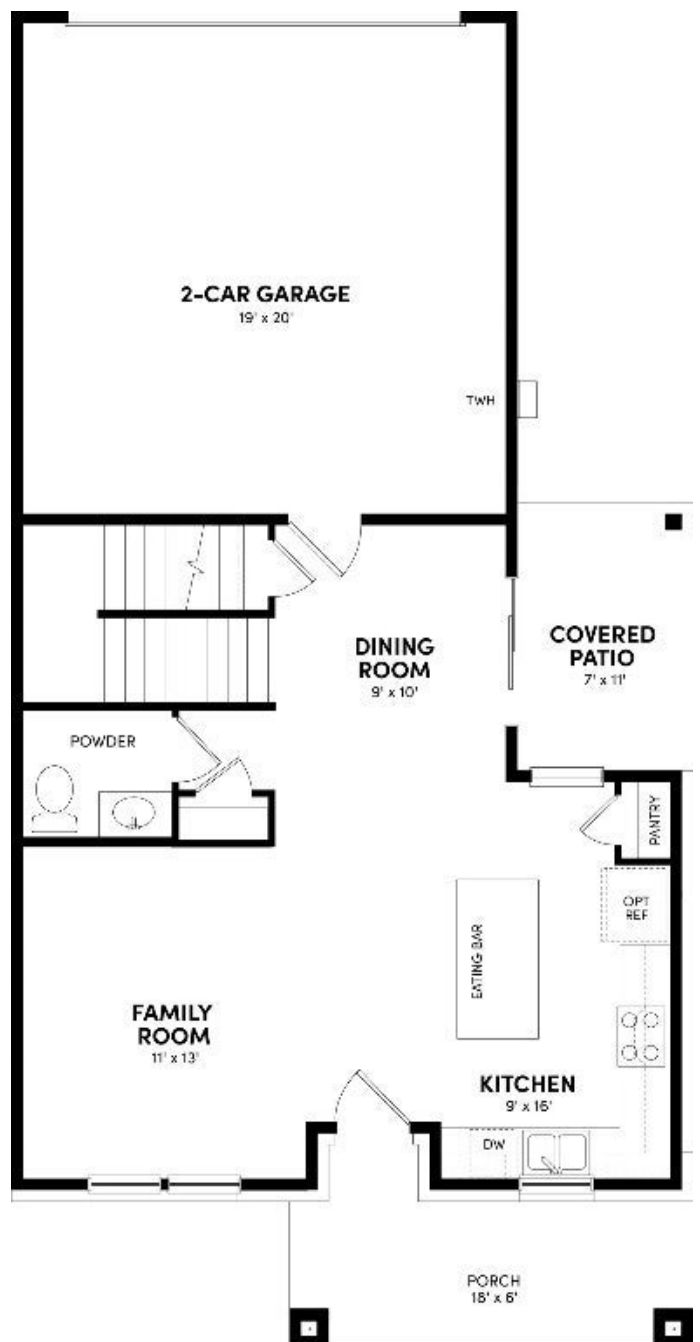 2-CAR GARAGE
19' x 20'
TWH
DINING
ROOM
9' x 10'
COVERED
PATIO
7' x 11'
POWDER
PANTRY
OPT
REF
EATING BAR
FAMILY
ROOM
11' x 13'
KITCHEN
9' x 16'
DW
PORCH
18' x 6'